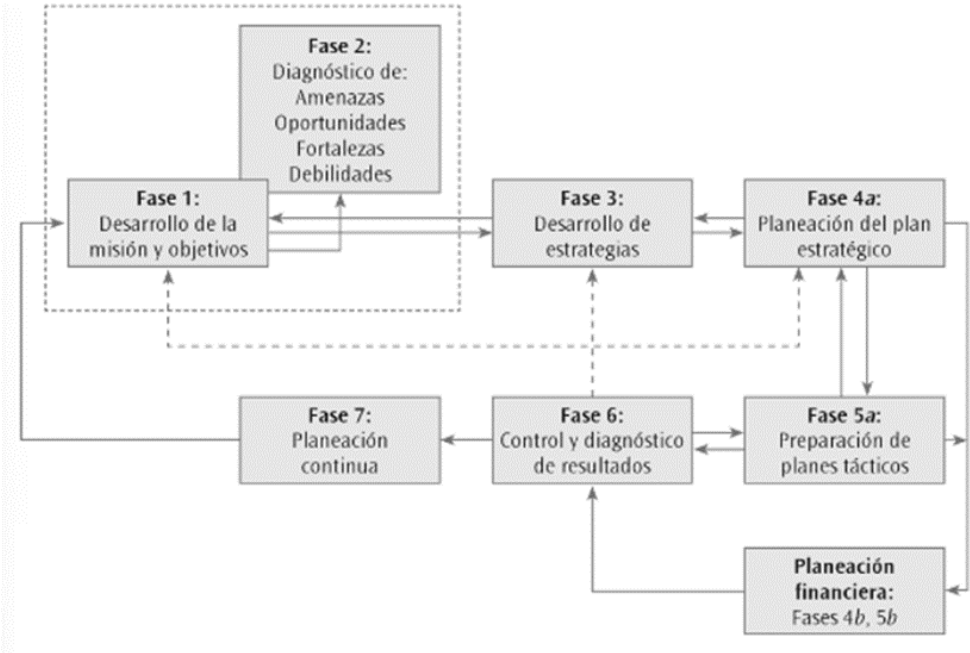 Fase 2:
Diagnóstico de:
Amenazas
Oportunidades
Fortalezas
Debilidades
Fase 1:
Desarrollo de la
misión y objetivos
Fase 3:
Desarrollo de
estrategias
Fase 4a:
Planeación del plan
estratégico
Fase 7:
Planeación
continua
Fase 6:
Control y diagnóstico
de resultados
Fase 5a:
Preparación de
planes tácticos
Planeación
financiera:
Fases 4b, 5b